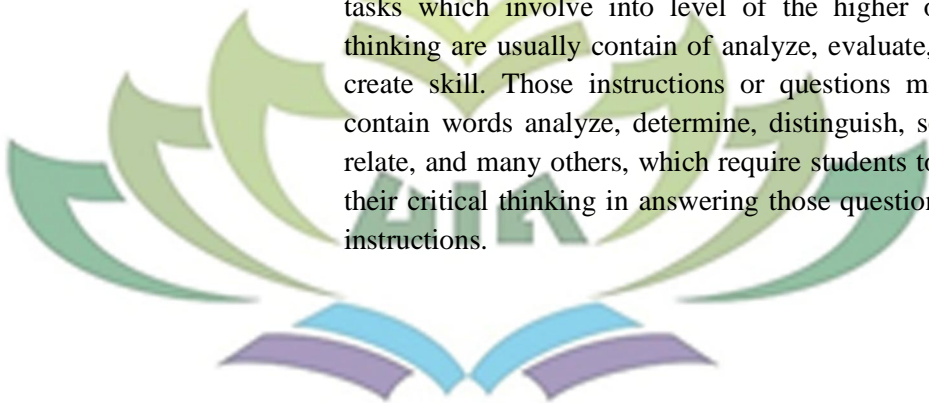 tasks which involve into level of the higher o
thinking are usually contain of analyze, evaluate,
create skill. Those instructions or questions m
contain words analyze, determine, distinguish, s
relate, and many others, which require students to
their critical thinking in answering those question
instructions.